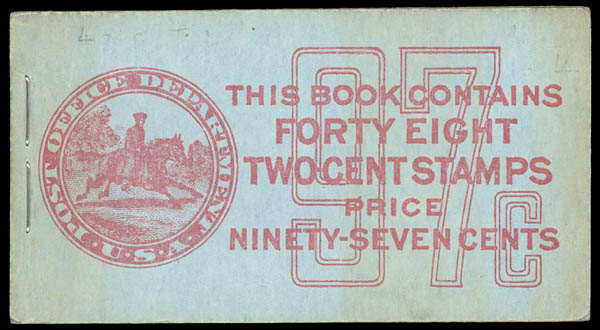 POST OFFICE DEPARTMENT U.S.
97c
THIS BOOK CONTAINS
FORTY EIGHT
TWO CENT STAMPS
PRICE
NINETY-SEVEN CENTS